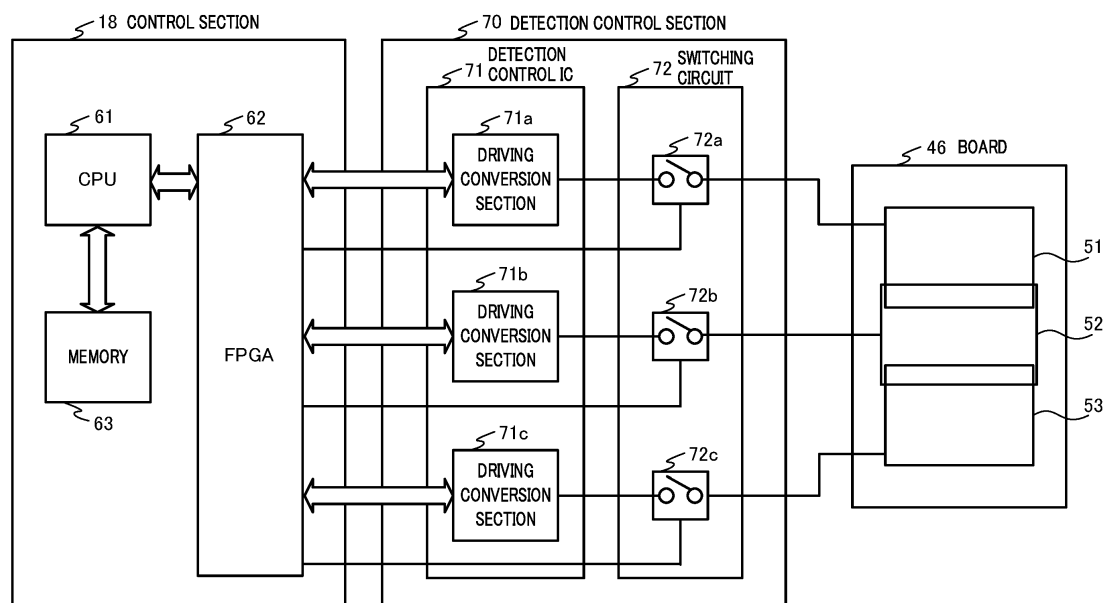 18 CONTROL SECTION
70 DETECTION CONTROL SECTION
71 DETECTION
CONTROL IC
72 SWITCHING
CIRCUIT
61
CPU
62
FPGA
MEMORY
63
71a
DRIVING
CONVERSION
SECTION
72a
71b
DRIVING
CONVERSION
SECTION
72b
71c
DRIVING
CONVERSION
SECTION
72c
46 BOARD
51
52
53